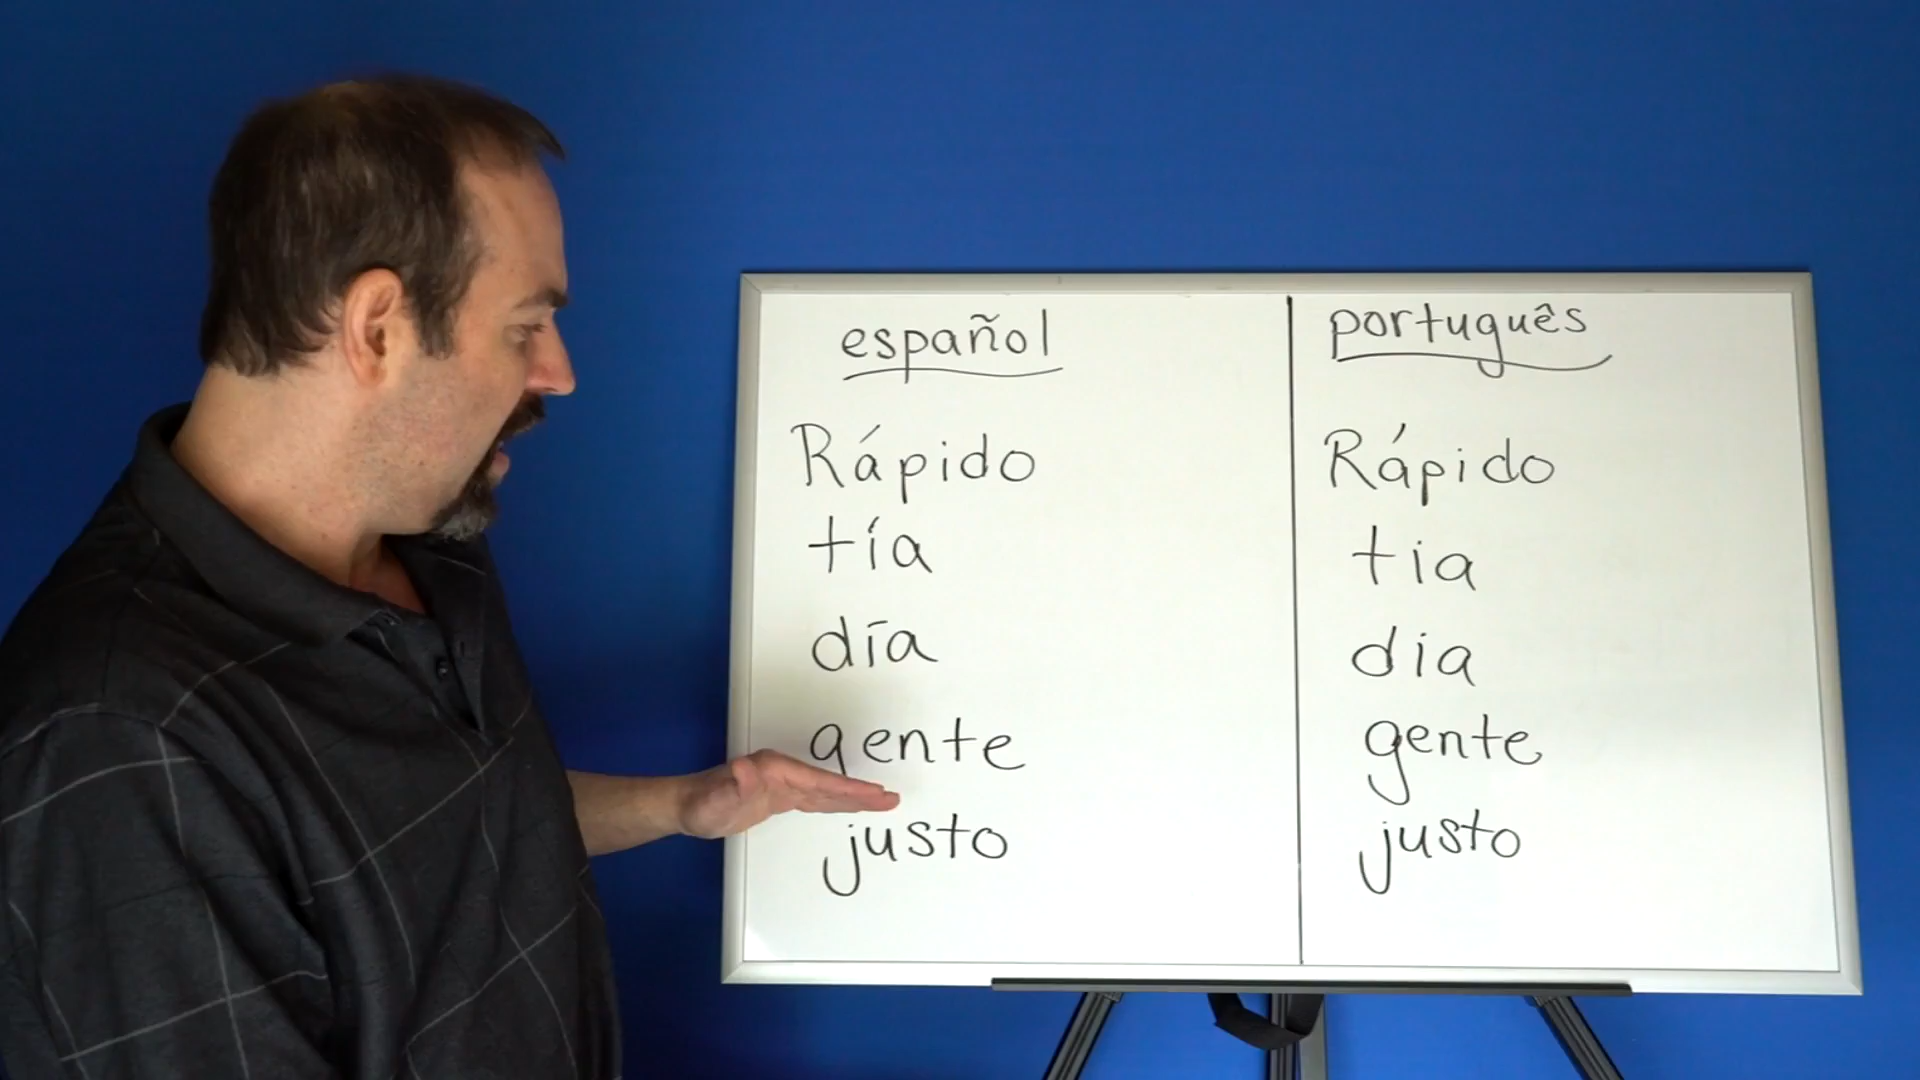 español
Rápido
tía
día
gente
justo
português
Rápido
tia
dia
gente
justo